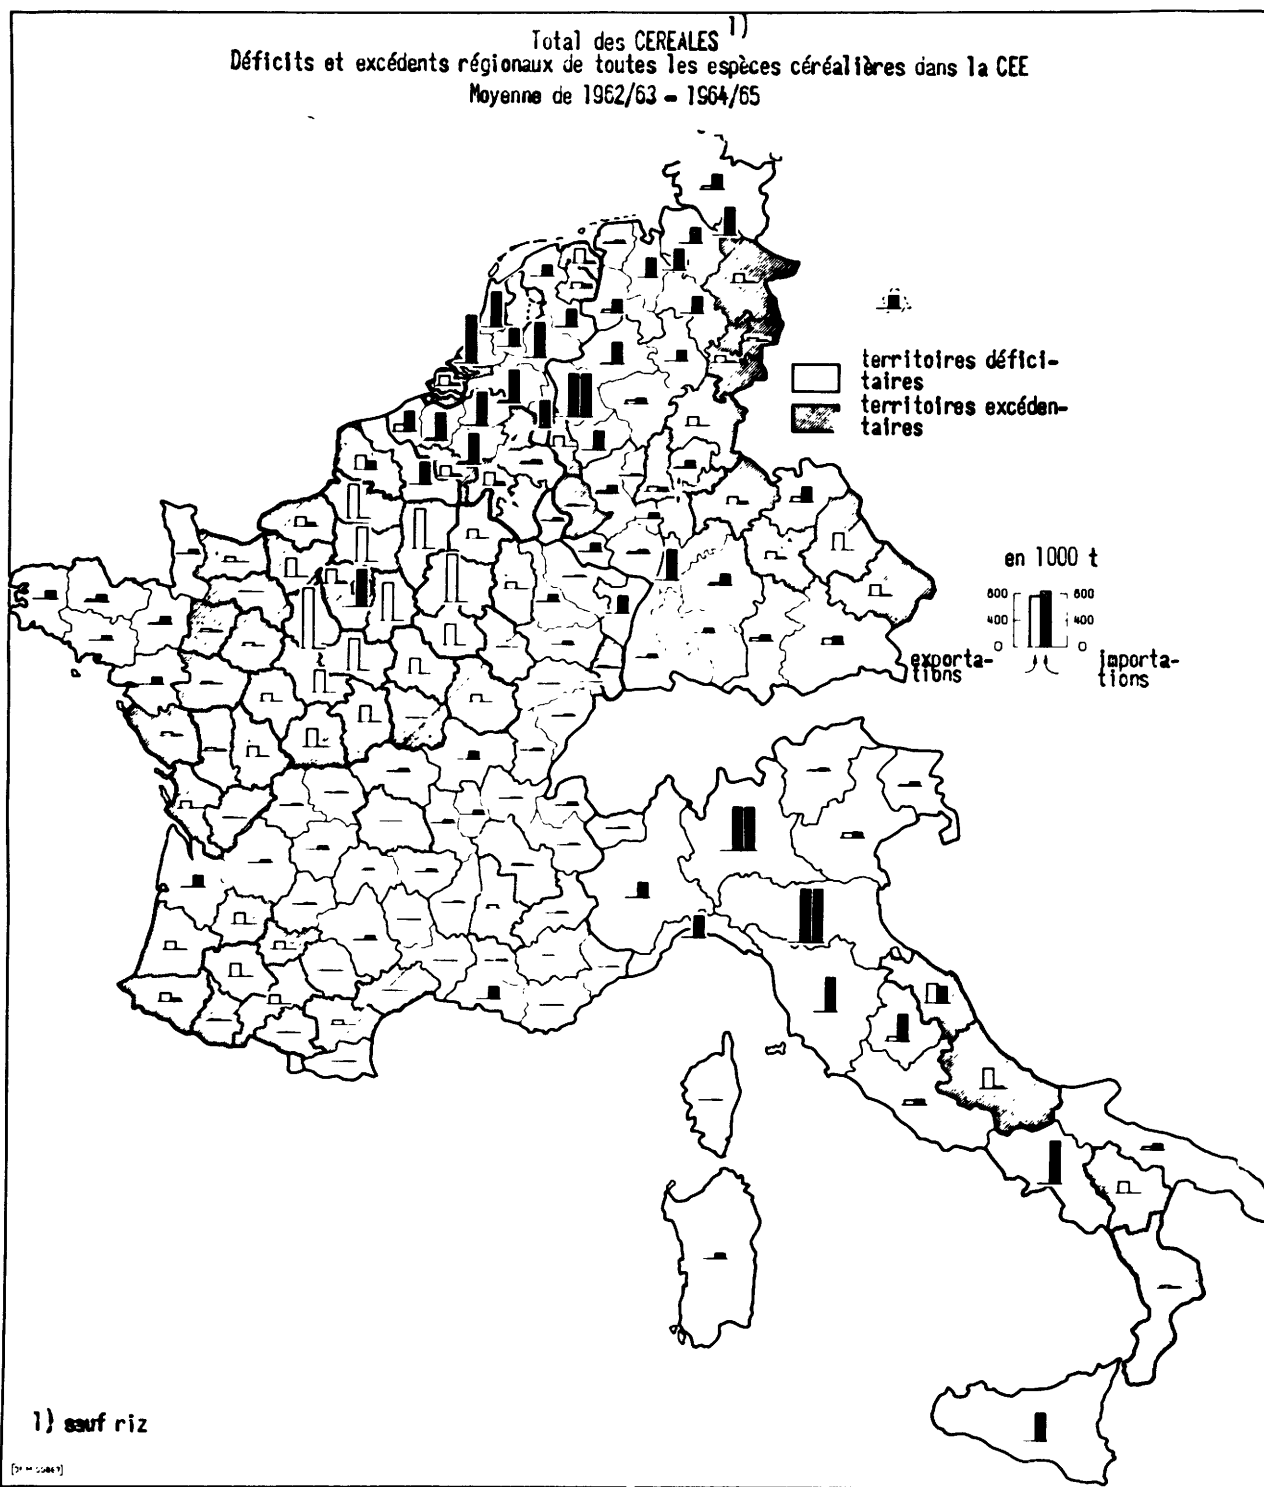 Total des CEREALES 1)
Déficits et excédents régionaux de toutes les espèces céréalières dans la CEE
Moyenne de 1962/63 - 1964/65
territoires défici-
taires
territoires excéden-
taires
en 1000 t
600 600
400 400
0 0
exporta-
tions
importa-
tions
1) sauf riz